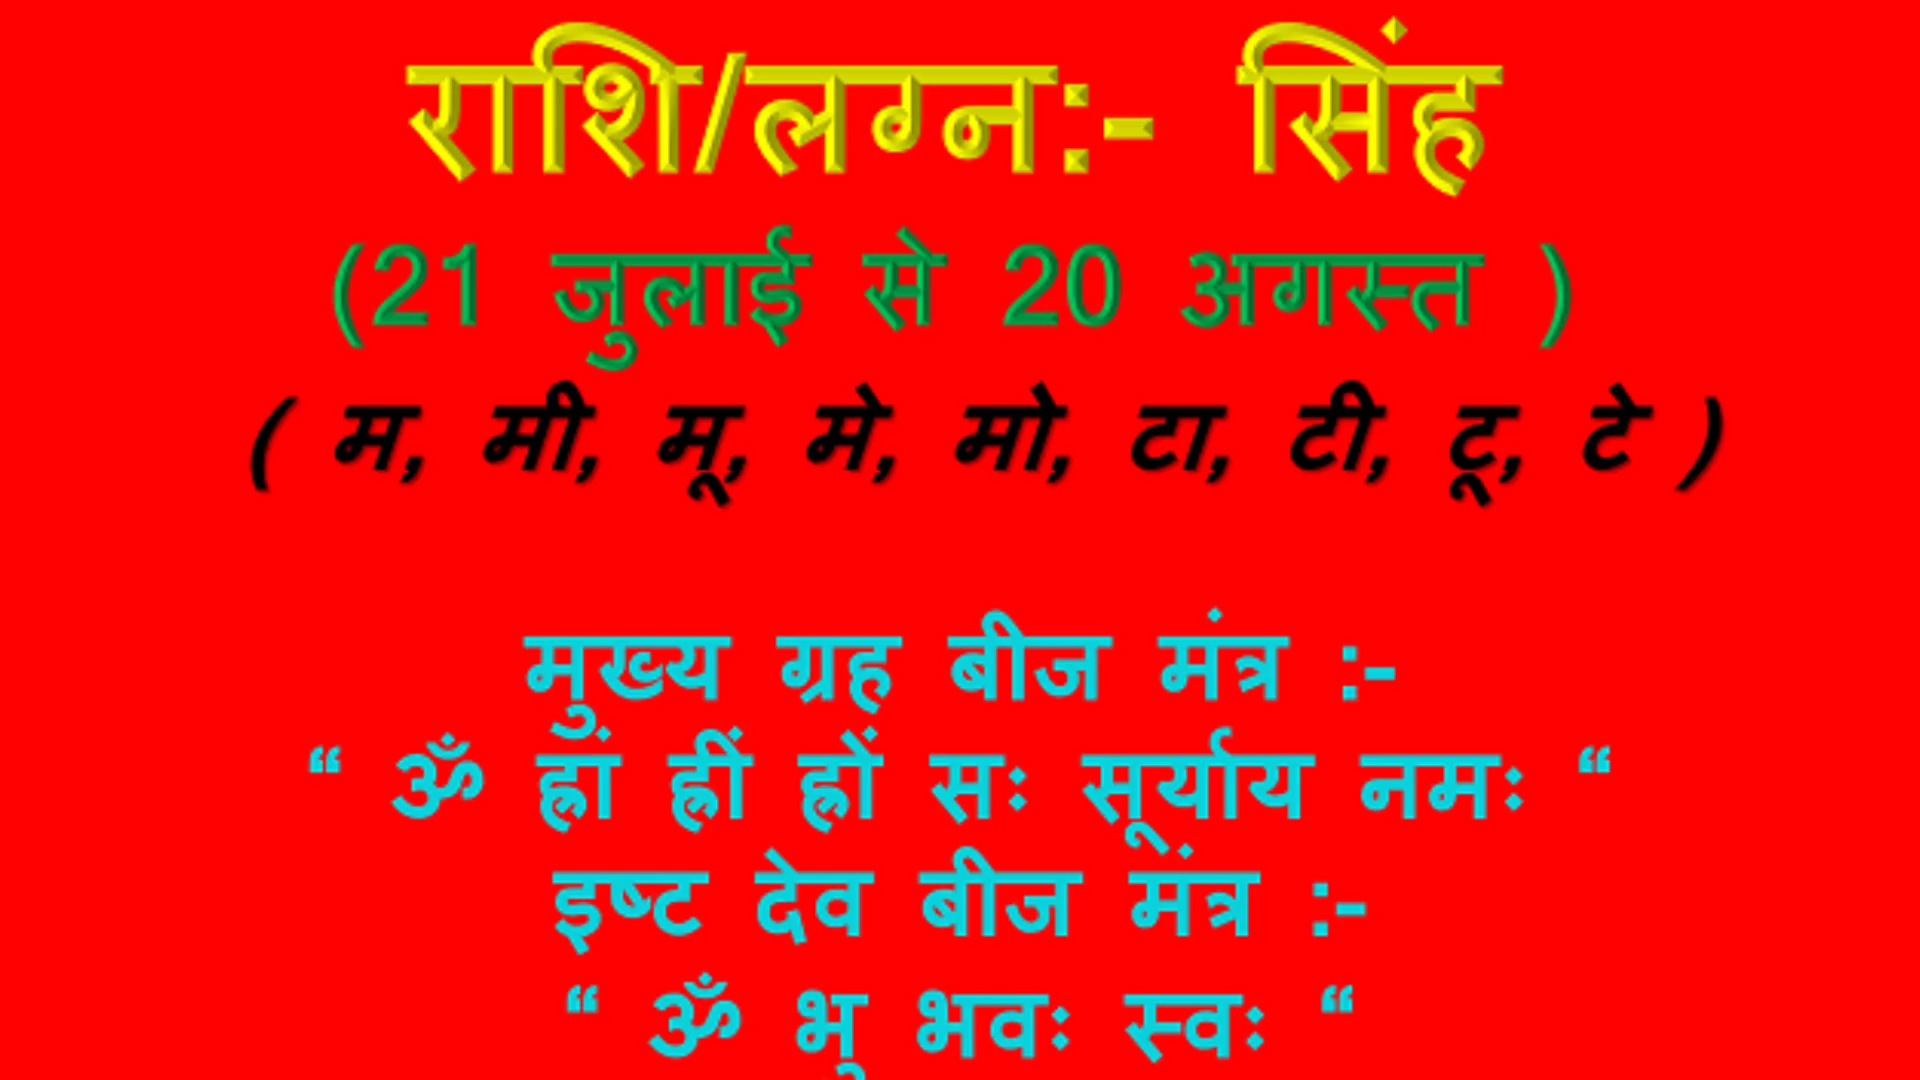 राशि/लग्न:- सिंह
(21 जुलाई से 20 अगस्त )
( म, मी, मू, मे, मो, टा, टी, टू, टे )
मुख्य ग्रह बीज मंत्र :-
“ ॐ ह्रां ह्रीं ह्रों सः सूर्याय नमः “
इष्ट देव बीज मंत्र :-
“ ॐ भु भवः स्वः “